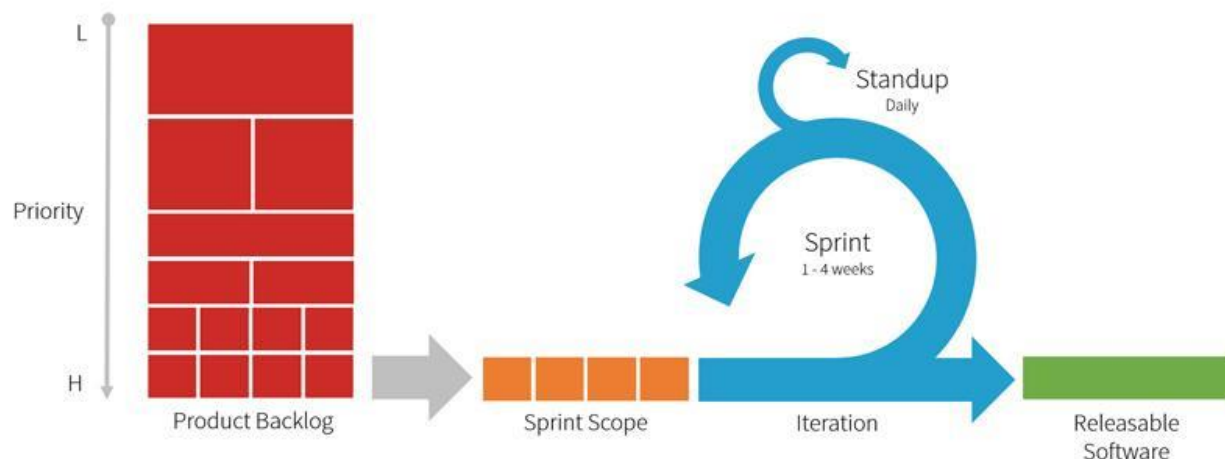 L
Priority
H
Product Backlog
Sprint Scope
Standup
Daily
Sprint
1 - 4 weeks
Iteration
Releasable
Software